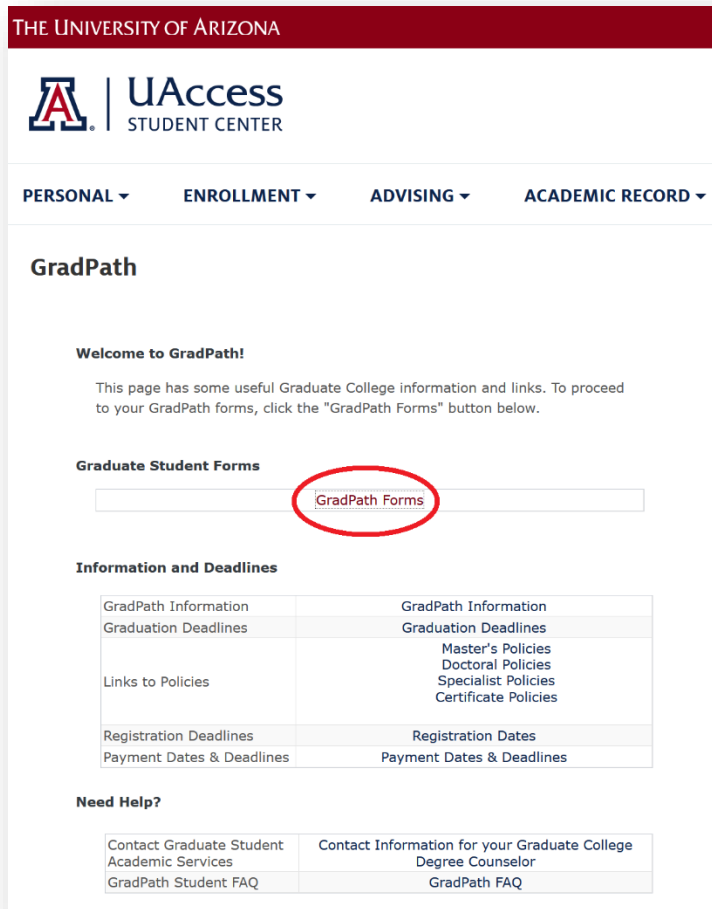 THE UNIVERSITY OF ARIZONA
A
UACCESS
STUDENT CENTER
PERSONAL ENROLLMENT ADVISING ACADEMIC RECORD
GradPath
Welcome to GradPath!
This page has some useful Graduate College information and links. To proceed
to your GradPath forms, click the "GradPath Forms" button below.
Graduate Student Forms
GradPath Forms
Information and Deadlines
GradPath Information GradPath Information
Graduation Deadlines Graduation Deadlines
Links to Policies
Master's Policies
Doctoral Policies
Specialist Policies
Certificate Policies
Registration Deadlines Registration Dates
Payment Dates & Deadlines Payment Dates & Deadlines
Need Help?
Contact Graduate Student
Academic Services
Contact Information for your Graduate College
Degree Counselor
GradPath Student FAQ GradPath FAQ